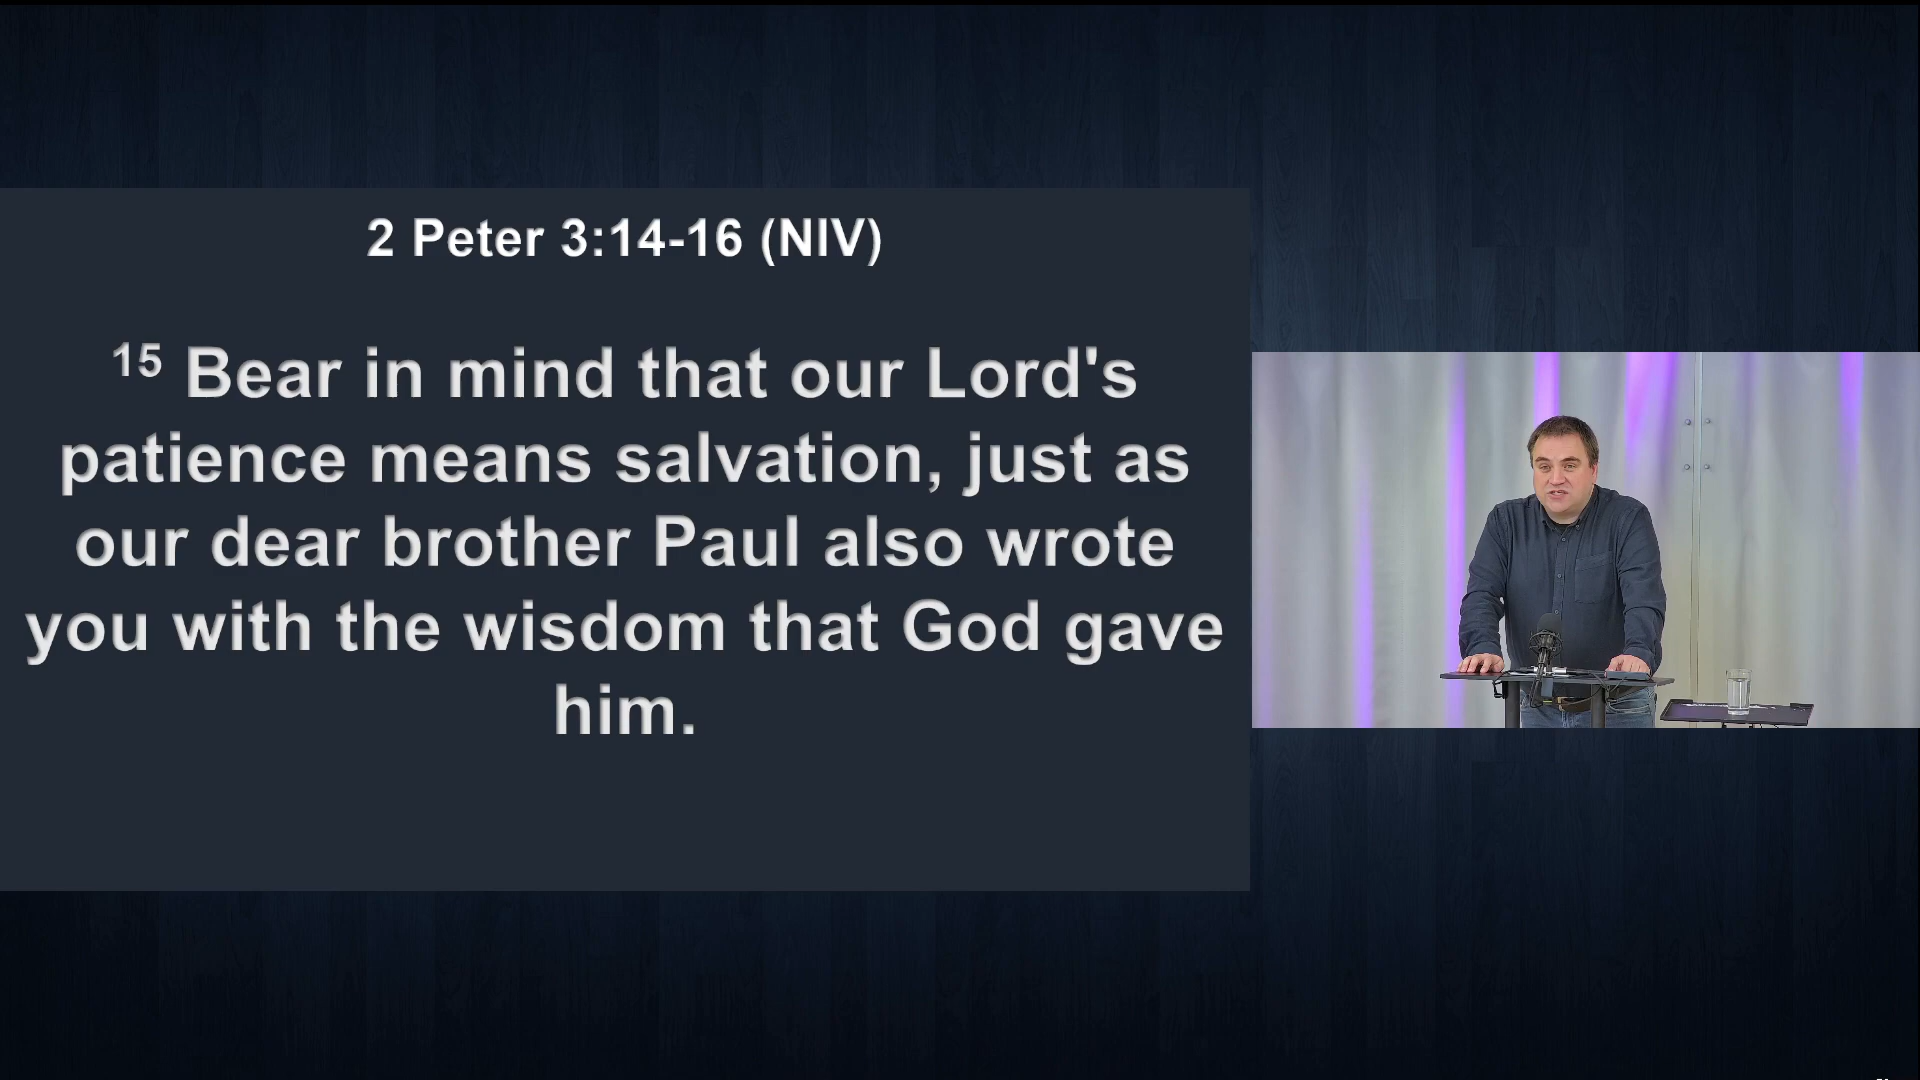 2 Peter 3:14-16 (NIV)
15 Bear in mind that our Lord's
patience means salvation, just as
our dear brother Paul also wrote
you with the wisdom that God gave
him.